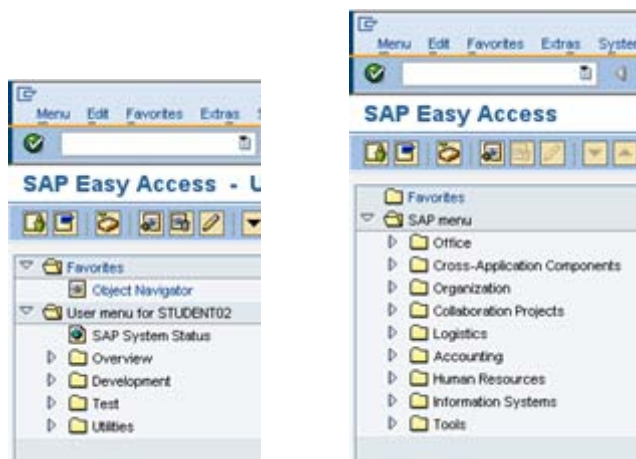 Menu Edit Favorites Extras
SAP Easy Access - U
Favorites
Object Navigator
User menu for STUDENT02
SAP System Status
Overview
Development
Test
Utilities
Menu Edit Favorites Extras System
SAP Easy Access
Favorites
SAP menu
Office
Cross-Application Components
Organization
Collaboration Projects
Logistics
Accounting
Human Resources
Information Systems
Tools